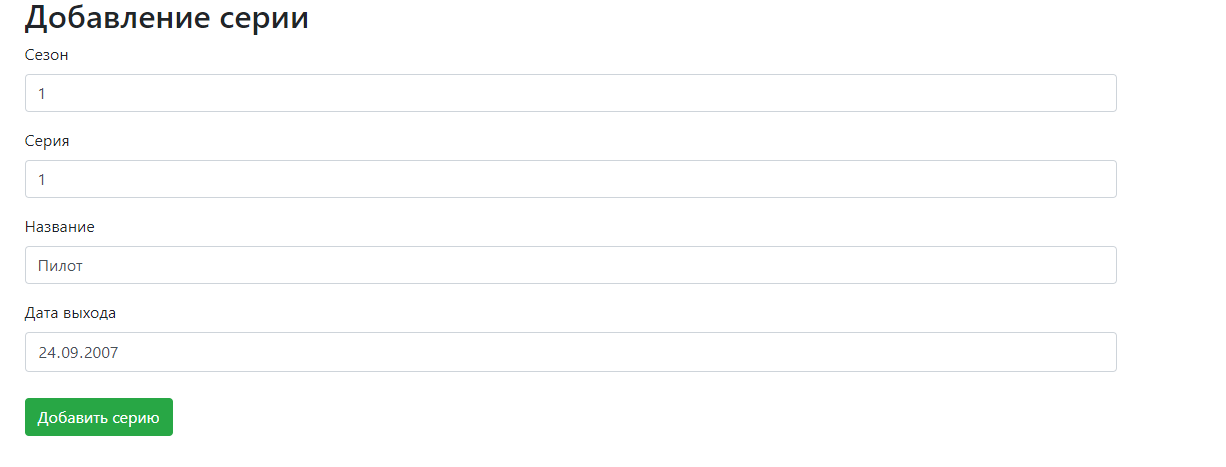 Добавление серии
Сезон
1
Серия
1
Название
Пилот
Дата выхода
24.09.2007
Добавить серию